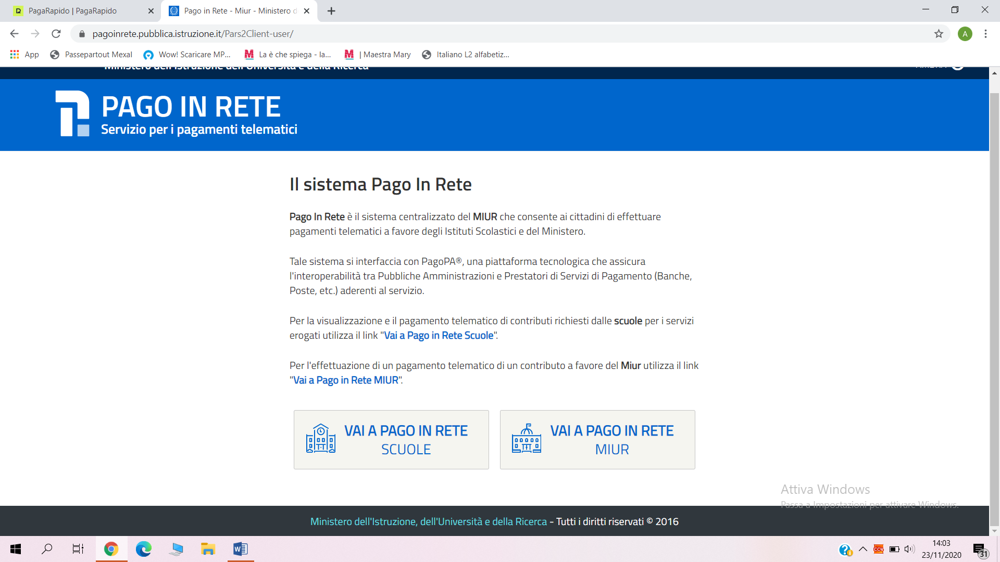 PagaRapido | PagaRapido
Pago in Rete - Miur - Ministero d
pagoinrete.pubblica.istruzione.it/Pars2Client-user/
A
App
Passepartout Mexal
Wow! Scaricare MP...
La è che spiega - la...
| Maestra Mary
Italiano L2 alfabetiz...
Ministero dell'Istruzione dell'Università e della Ricerca
PAGO IN RETE
Servizio per i pagamenti telematici
Il sistema Pago In Rete
Pago In Rete è il sistema centralizzato del MIUR che consente ai cittadini di effettuare
pagamenti telematici a favore degli Istituti Scolastici e del Ministero.
Tale sistema si interfaccia con PagoPA®, una piattaforma tecnologica che assicura
l'interoperabilità tra Pubbliche Amministrazioni e Prestatori di Servizi di Pagamento (Banche,
Poste, etc.) aderenti al servizio.
Per la visualizzazione e il pagamento telematico di contributi richiesti dalle scuole per i servizi
erogati utilizza il link "Vai a Pago in Rete Scuole".
Per l'effettuazione di un pagamento telematico di un contributo a favore del Miur utilizza il link
"Vai a Pago in Rete MIUR".
VAI A PAGO IN RETE
SCUOLE
VAI A PAGO IN RETE
MIUR
Attiva Windows
Passa a Impostazioni per attivare Windows.
Ministero dell'Istruzione, dell'Università e della Ricerca - Tutti i diritti riservati © 2016
14:03
23/11/2020
31